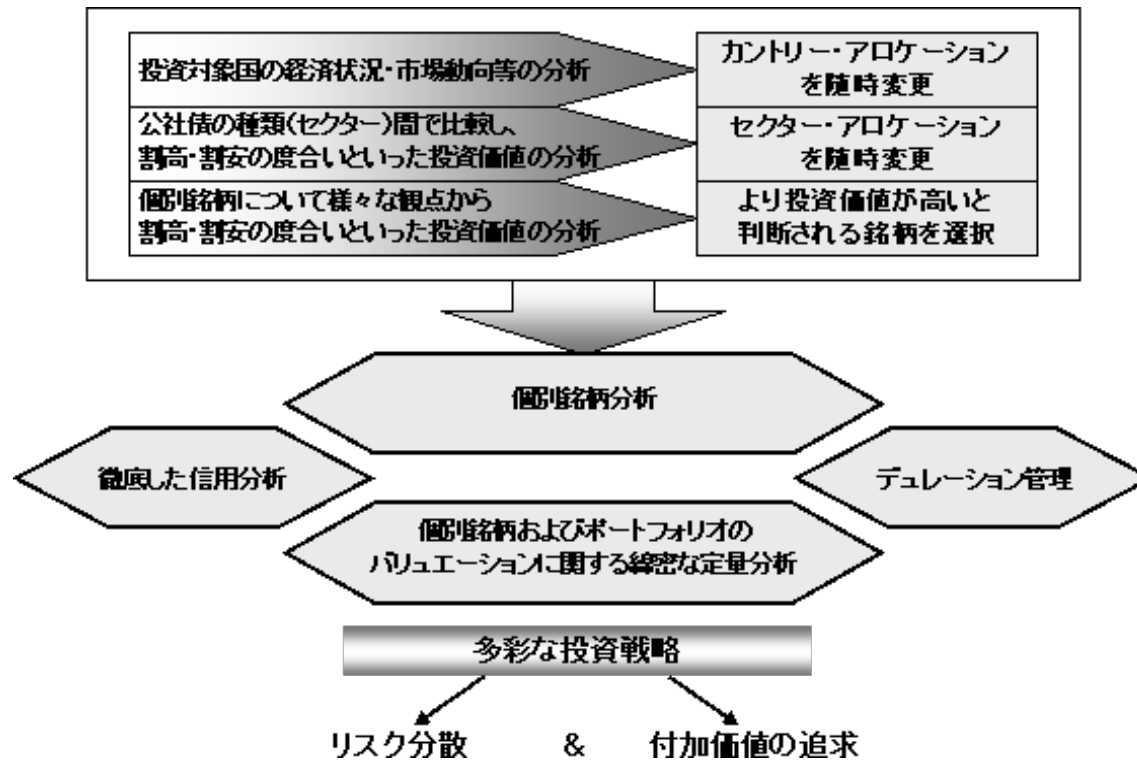 投資対象国の経済状況・市場動向等の分析
カントリー・アロケーション
を随時変更
公社債の種類(セクター)間で比較し、
割高・割安の度合いといった投資価値の分析
セクター・アロケーション
を随時変更
個別銘柄について様々な観点から
割高・割安の度合いといった投資価値の分析
より投資価値が高いと
判断される銘柄を選択
個別銘柄分析
徹底した信用分析
デュレーション管理
個別銘柄およびポートフォリオの
バリュエーションに関する綿密な定量分析
多彩な投資戦略
リスク分散 & 付加価値の追求